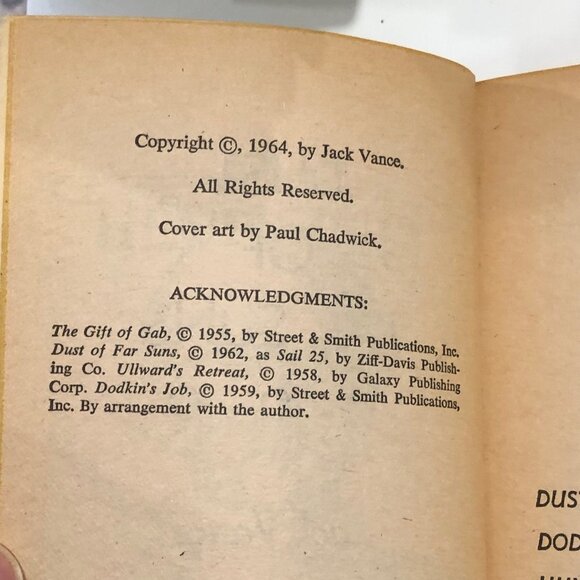 Copyright ©, 1964, by Jack Vance.
All Rights Reserved.
Cover art by Paul Chadwick.
ACKNOWLEDGMENTS:
The Gift of Gab, © 1955, by Street & Smith Publications, Inc.
Dust of Far Suns, © 1962, as Sail 25, by Ziff-Davis Publish-
ing Co. Ullward's Retreat, © 1958, by Galaxy Publishing
Corp. Dodkin's Job, © 1959, by Street & Smith Publications,
Inc. By arrangement with the author.
DUS
DOD